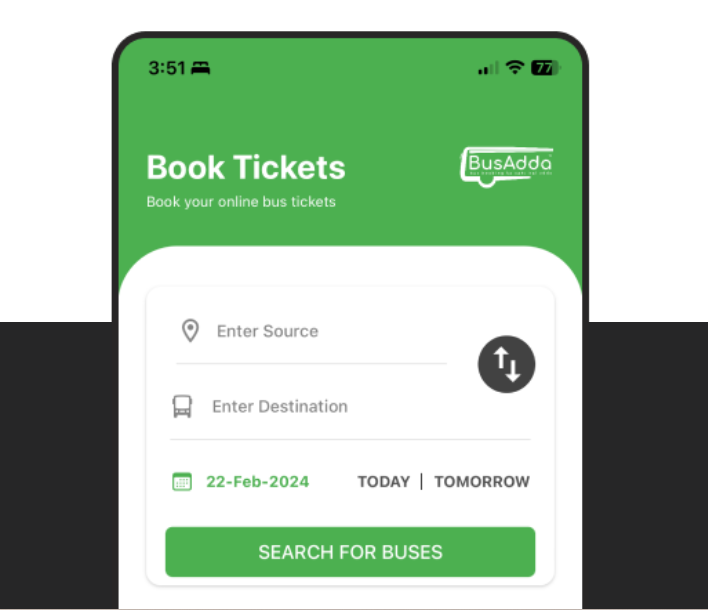 3:51
77
Book Tickets
BusAdda
Book your online bus tickets
Enter Source
Enter Destination
22-Feb-2024 TODAY | TOMORROW
SEARCH FOR BUSES